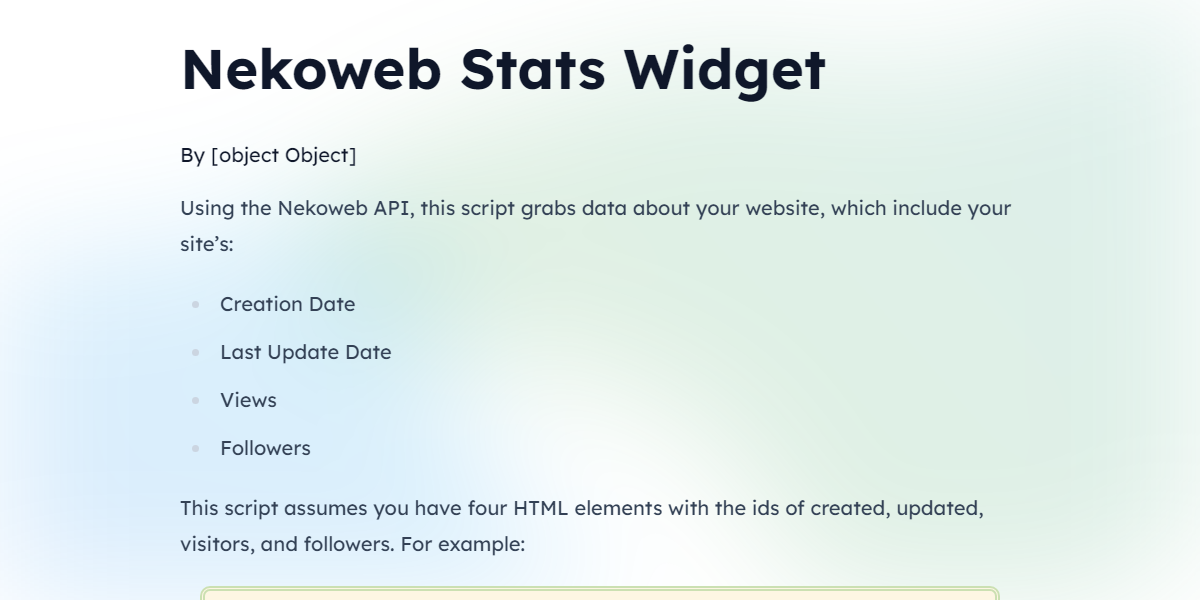 Nekoweb Stats Widget
By [object Object]
Using the Nekoweb API, this script grabs data about your website, which include your
site’s:
Creation Date
Last Update Date
Views
Followers
This script assumes you have four HTML elements with the ids of created, updated,
visitors, and followers. For example: